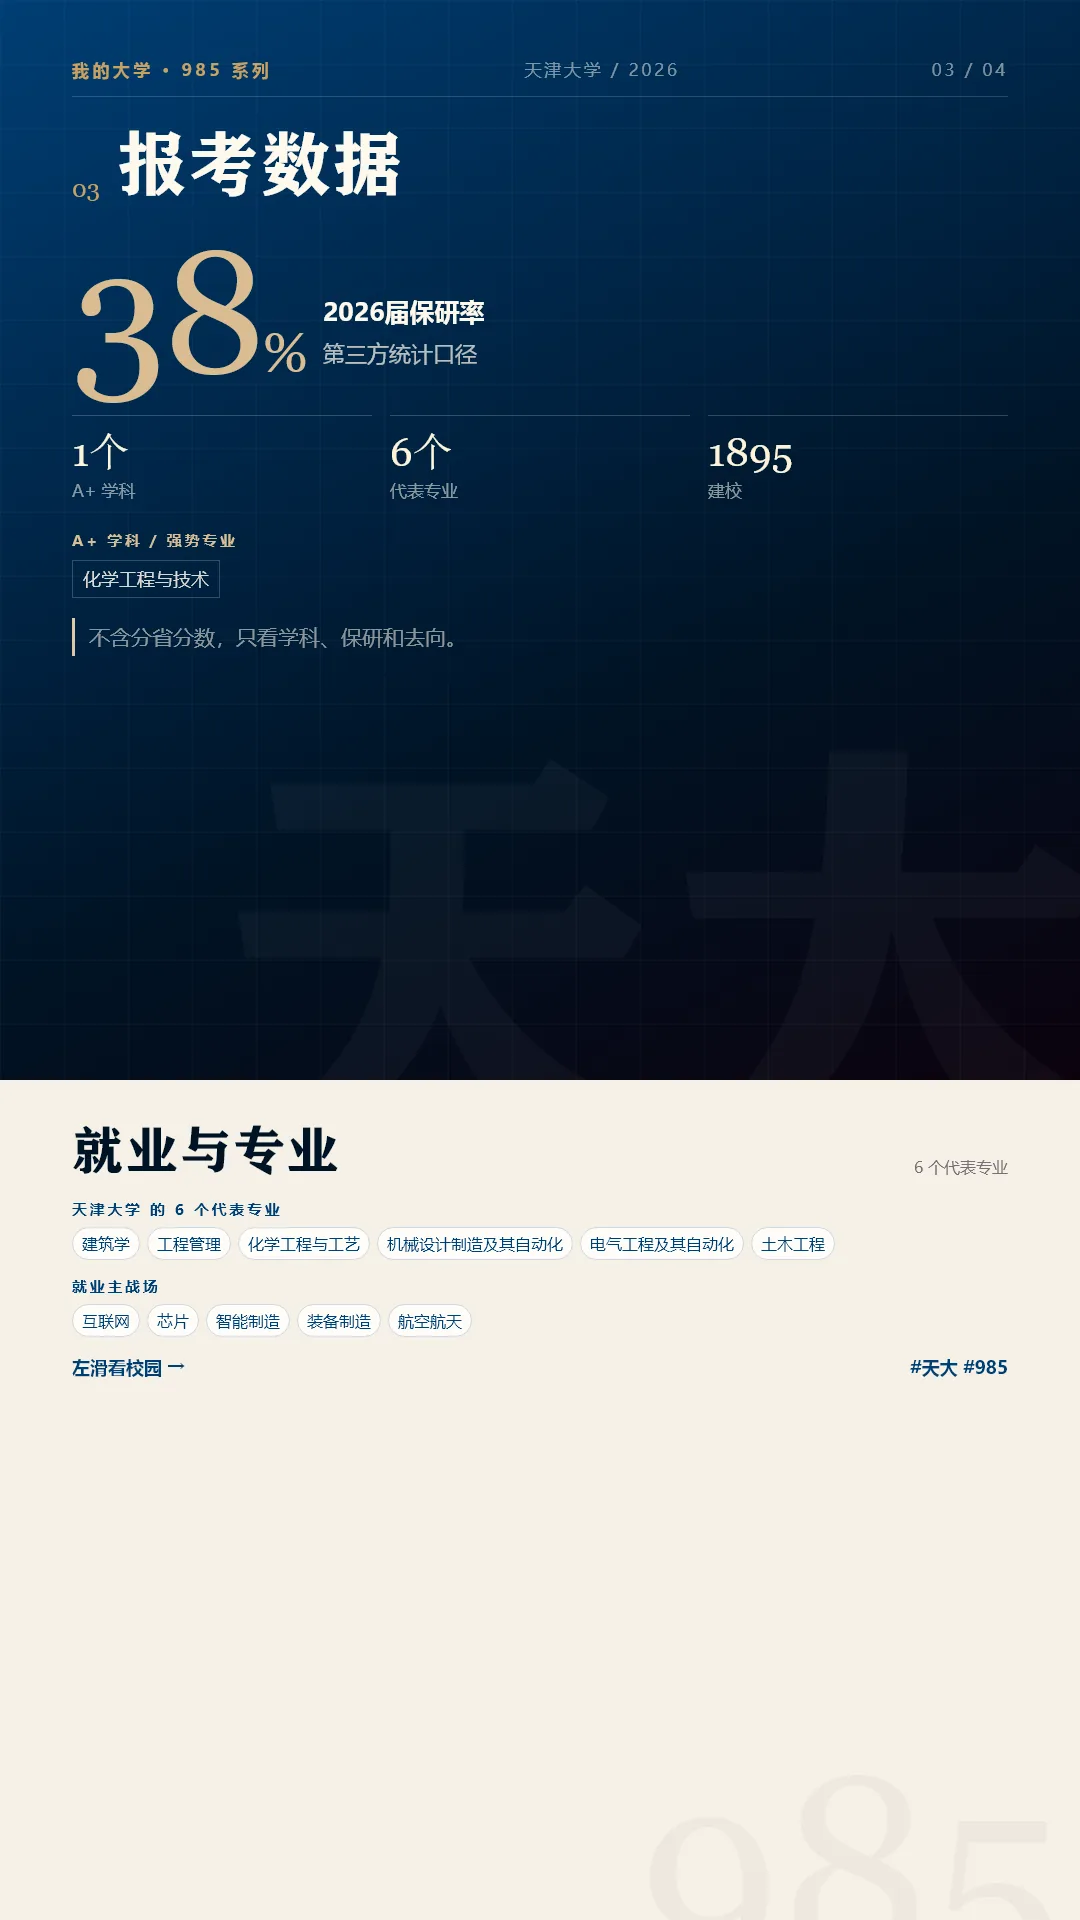 我的大学 · 985 系列
天津大学 / 2026
03 / 04
03 报考数据
38%
2026届保研率
第三方统计口径
1个
A+ 学科
6个
代表专业
1895
建校
A+ 学科 / 强势专业
化学工程与技术
不含分省分数，只看学科、保研和去向。
天大
就业与专业
6 个代表专业
天津大学 的 6 个代表专业
建筑学 工程管理 化学工程与工艺 机械设计制造及其自动化 电气工程及其自动化 土木工程
就业主战场
互联网 芯片 智能制造 装备制造 航空航天
左滑看校园 → #天大 #985
985